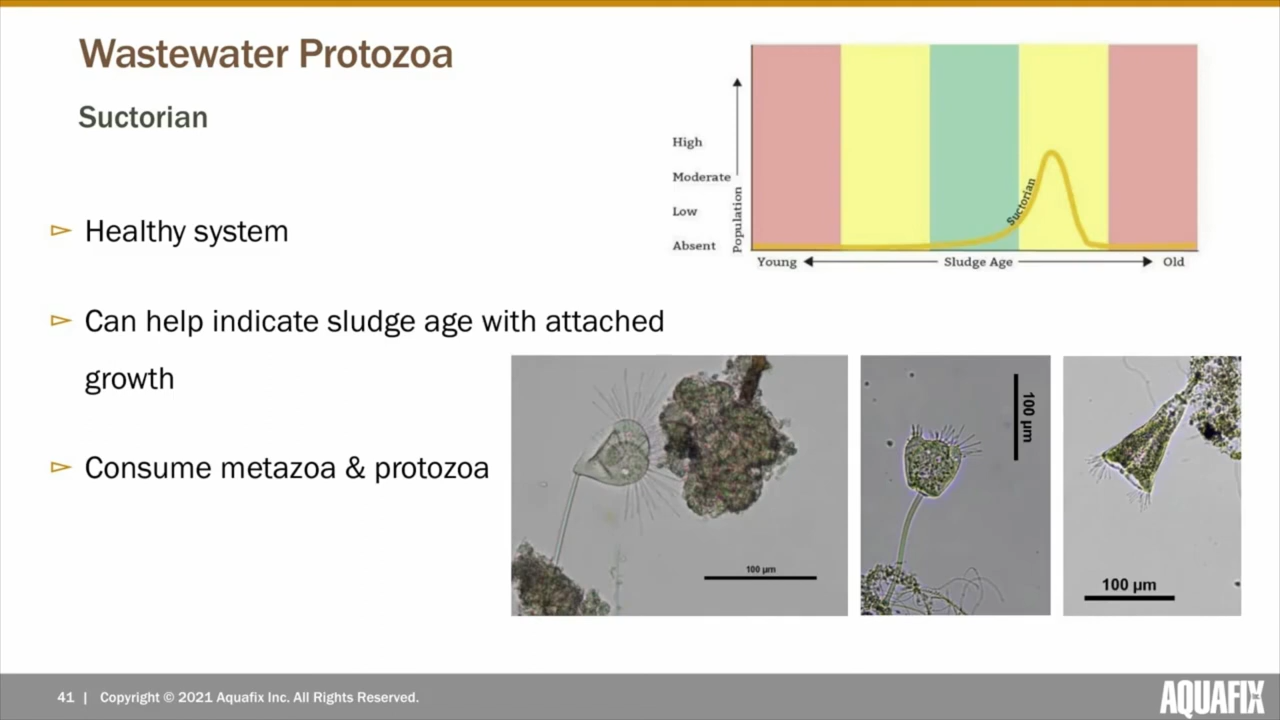 Wastewater Protozoa
Suctorian
► Healthy system
► Can help indicate sludge age with attached
growth
► Consume metazoa & protozoa
High
Moderate
Low
Absent
Population
Suctorian
Young
Sludge Age
Old
100 µm
100 µm
100 µm
41 | Copyright © 2021 Aquafix Inc. All Rights Reserved.
AQUAFIX